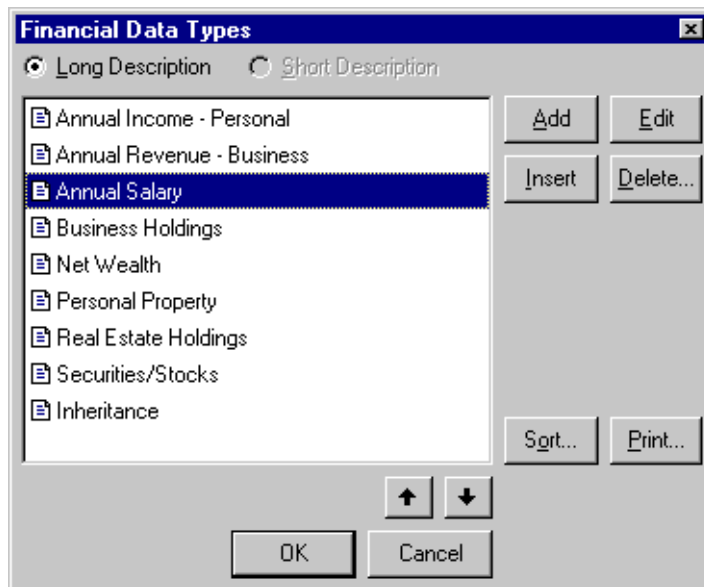 Financial Data Types
Long Description Short Description
Annual Income - Personal
Annual Revenue - Business
Annual Salary
Business Holdings
Net Wealth
Personal Property
Real Estate Holdings
Securities/Stocks
Inheritance
Add Edit
Insert Delete...
Sort... Print...
OK Cancel